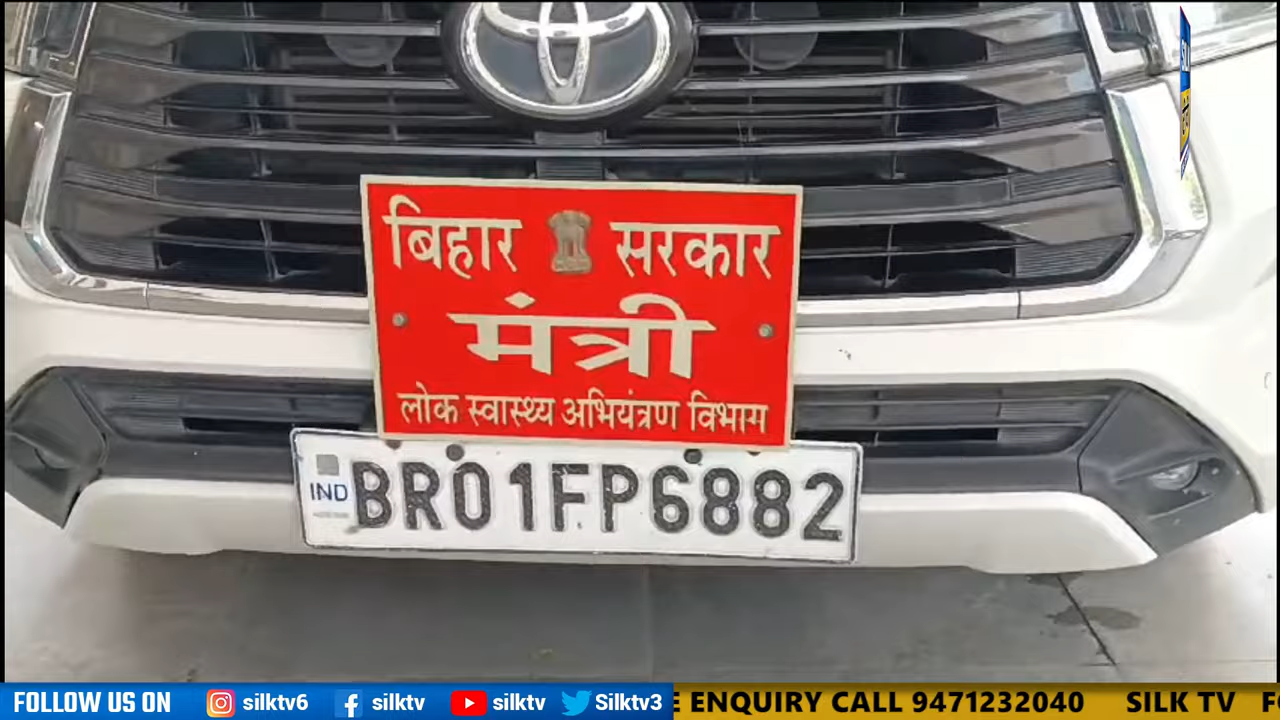 बिहार सरकार
मंत्री
लोक स्वास्थ्य अभियंत्रण विभाग
IND
BR01FP6882
FOLLOW US ON silktv6 silktv silktv Silktv3 ENQUIRY CALL 9471232040 SILK TV